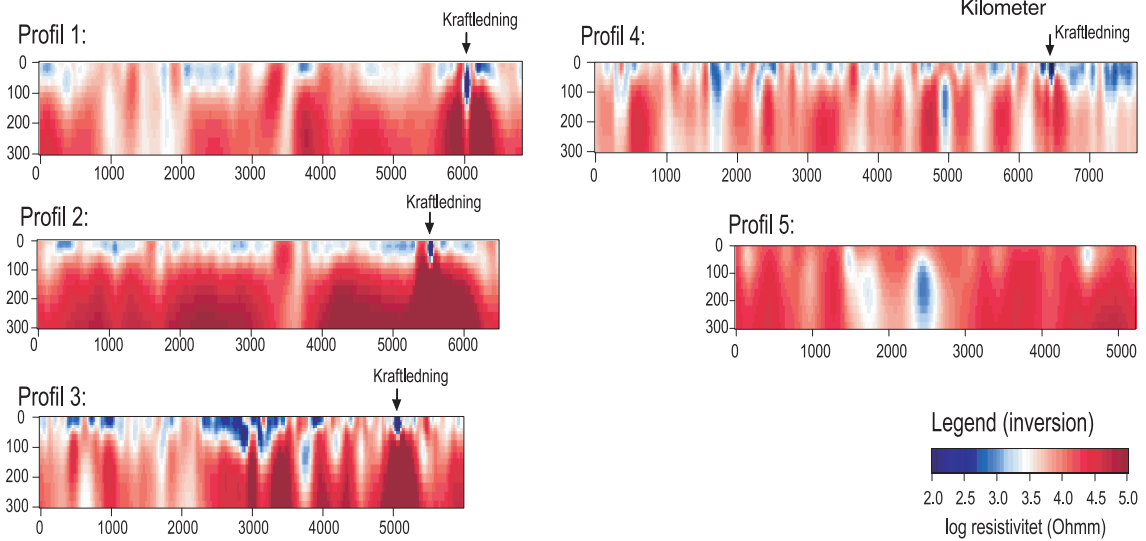 Kilometer
Profil 1:
Kraftledning
0
100
200
300
0 1000 2000 3000 4000 5000 6000
Profil 2:
Kraftledning
0
100
200
300
0 1000 2000 3000 4000 5000 6000
Profil 3:
Kraftledning
0
100
200
300
0 1000 2000 3000 4000 5000
Profil 4:
Kraftledning
0
100
200
300
0 1000 2000 3000 4000 5000 6000 7000
Profil 5:
0
100
200
300
0 1000 2000 3000 4000 5000
Legend (inversion)
2.0 2.5 3.0 3.5 4.0 4.5 5.0
log resistivitet (Ohmm)